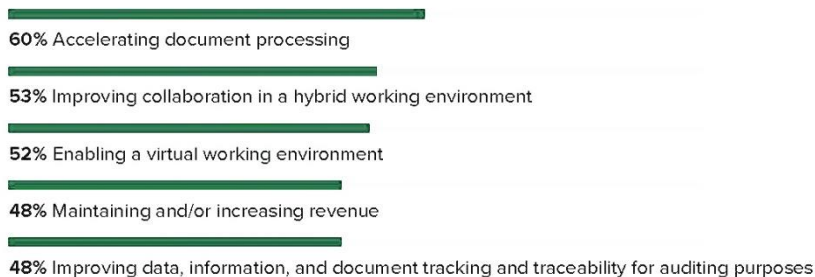 60% Accelerating document processing
53% Improving collaboration in a hybrid working environment
52% Enabling a virtual working environment
48% Maintaining and/or increasing revenue
48% Improving data, information, and document tracking and traceability for auditing purposes